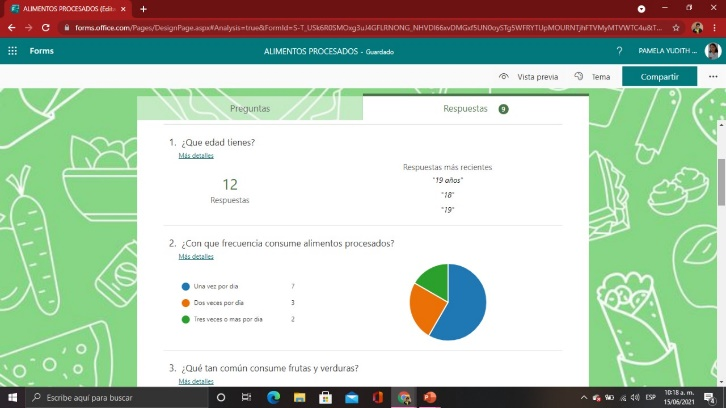 ALIMENTOS PROCESADOS (Edita
forms.office.com/Pages/DesignPage.aspx#Analysis=true&FormId=
Forms
ALIMENTOS PROCESADOS - Guardado
?
PAMELA YUDITH ...
Vista previa
Tema
Compartir
...
Preguntas
Respuestas 9
1. ¿Que edad tienes?
Más detalles
12
Respuestas
Respuestas más recientes
"19 años"
"18"
"19"
2. ¿Con que frecuencia consume alimentos procesados?
Más detalles
Una vez por dia 7
Dos veces por día 3
Tres veces o mas por dia 2
3. ¿Qué tan común consume frutas y verduras?
Más detalles
Escribe aquí para buscar
ESP
10:18 a. m.
15/06/2021